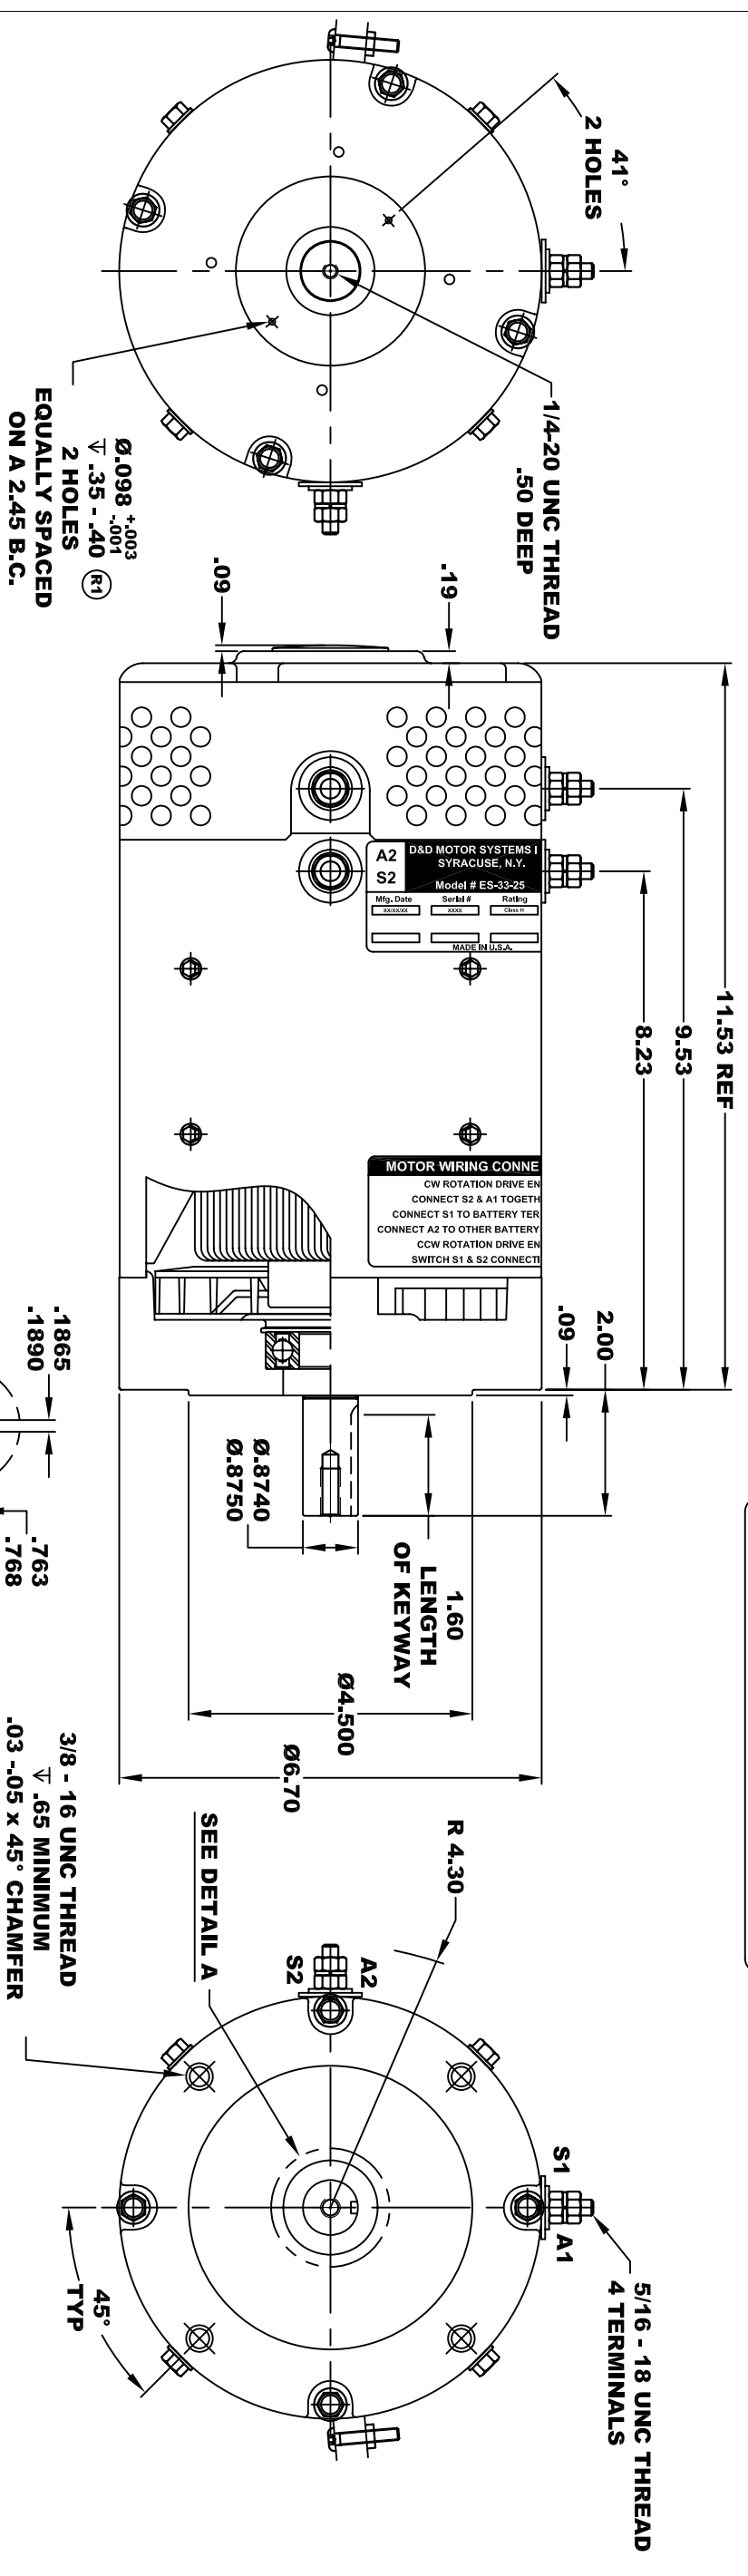 41°
2 HOLES
1/4-20 UNC THREAD
.50 DEEP
Ø.098 +.003
-.001
↧ .35 - .40 R1
2 HOLES
EQUALLY SPACED
ON A 2.45 B.C.
.09
.19
11.53 REF
9.53
8.23
A2
S2
D&D MOTOR SYSTEMS I
SYRACUSE, N.Y.
Model # ES-33-25
Mfg. Date Serial # Rating
XX/XX/XX XXXX Class H
MADE IN U.S.A.
MOTOR WIRING CONNE
CW ROTATION DRIVE EN
CONNECT S2 & A1 TOGETH
CONNECT S1 TO BATTERY TER
CONNECT A2 TO OTHER BATTERY
CCW ROTATION DRIVE EN
SWITCH S1 & S2 CONNECTI
.09
2.00
1.60
LENGTH
OF KEYWAY
Ø.8740
Ø.8750
Ø4.500
Ø6.70
.1865
.1890
.763
.768
R 4.30
SEE DETAIL A
3/8 - 16 UNC THREAD
↧ .65 MINIMUM
.03 -.05 x 45° CHAMFER
A2
S2
S1
A1
5/16 - 18 UNC THREAD
4 TERMINALS
45°
TYP